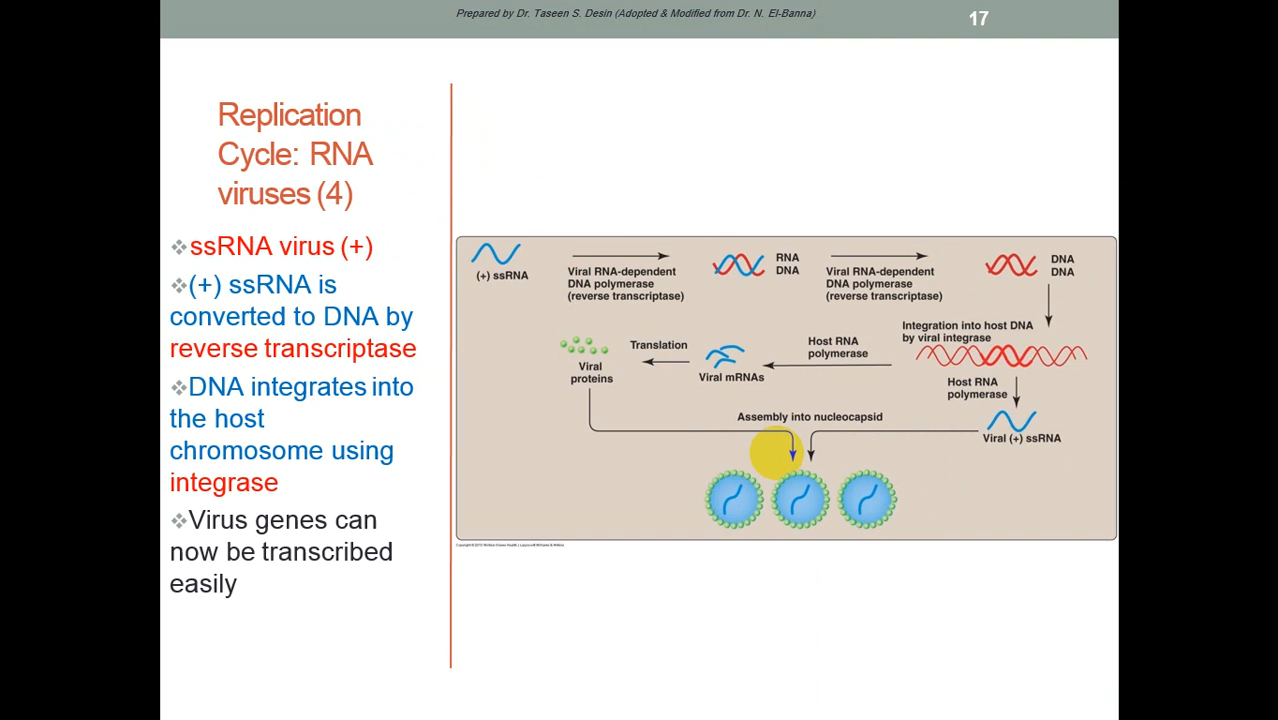 Prepared by Dr. Taseen S. Desin (Adopted & Modified from Dr. N. El-Banna)
17
Replication
Cycle: RNA
viruses (4)
❖ssRNA virus (+)
❖(+) ssRNA is
converted to DNA by
reverse transcriptase
❖DNA integrates into
the host
chromosome using
integrase
❖Virus genes can
now be transcribed
easily
(+) ssRNA
Viral RNA-dependent
DNA polymerase
(reverse transcriptase)
RNA
DNA
Viral RNA-dependent
DNA polymerase
(reverse transcriptase)
DNA
DNA
Integration into host DNA
by viral integrase
Host RNA
polymerase
Viral mRNAs
Translation
Viral
proteins
Host RNA
polymerase
Viral (+) ssRNA
Assembly into nucleocapsid